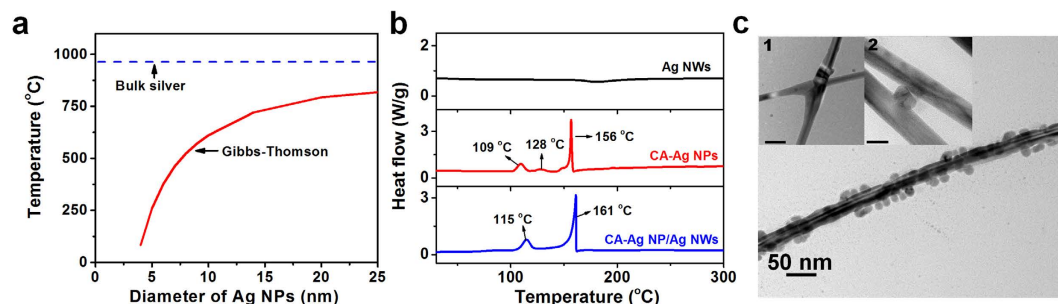 a
Temperature (°C)
1000
750
500
250
0
Bulk silver
Gibbs-Thomson
0 5 10 15 20 25
Diameter of Ag NPs (nm)
b
Heat flow (W/g)
2
0
Ag NWs
3
0
109 °C
128 °C
156 °C
CA-Ag NPs
3
0
115 °C
161 °C
CA-Ag NP/Ag NWs
100 200 300
Temperature (°C)
c
1
2
50 nm